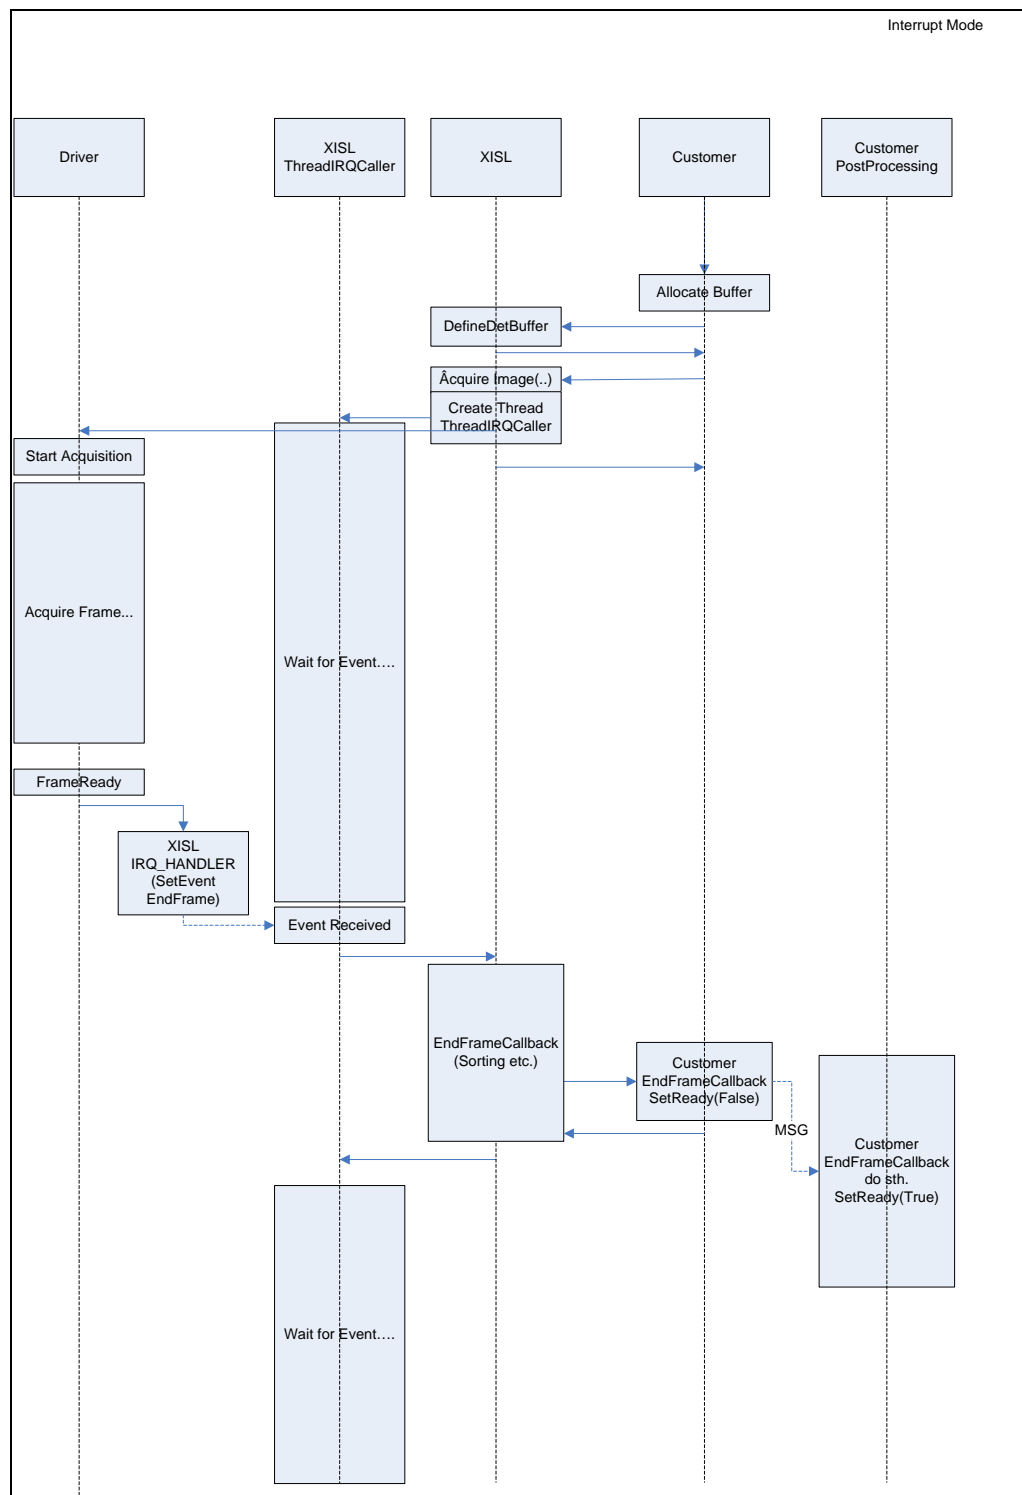 Interrupt Mode
Driver
XISL
ThreadIRQCaller
XISL
Customer
Customer
PostProcessing
Allocate Buffer
DefineDetBuffer
Âcquire Image(..)
Create Thread
ThreadIRQCaller
Start Acquisition
Acquire Frame...
Wait for Event….
FrameReady
XISL
IRQ_HANDLER
(SetEvent
EndFrame)
Event Received
EndFrameCallback
(Sorting etc.)
Customer
EndFrameCallback
SetReady(False)
MSG
Customer
EndFrameCallback
do sth.
SetReady(True)
Wait for Event….